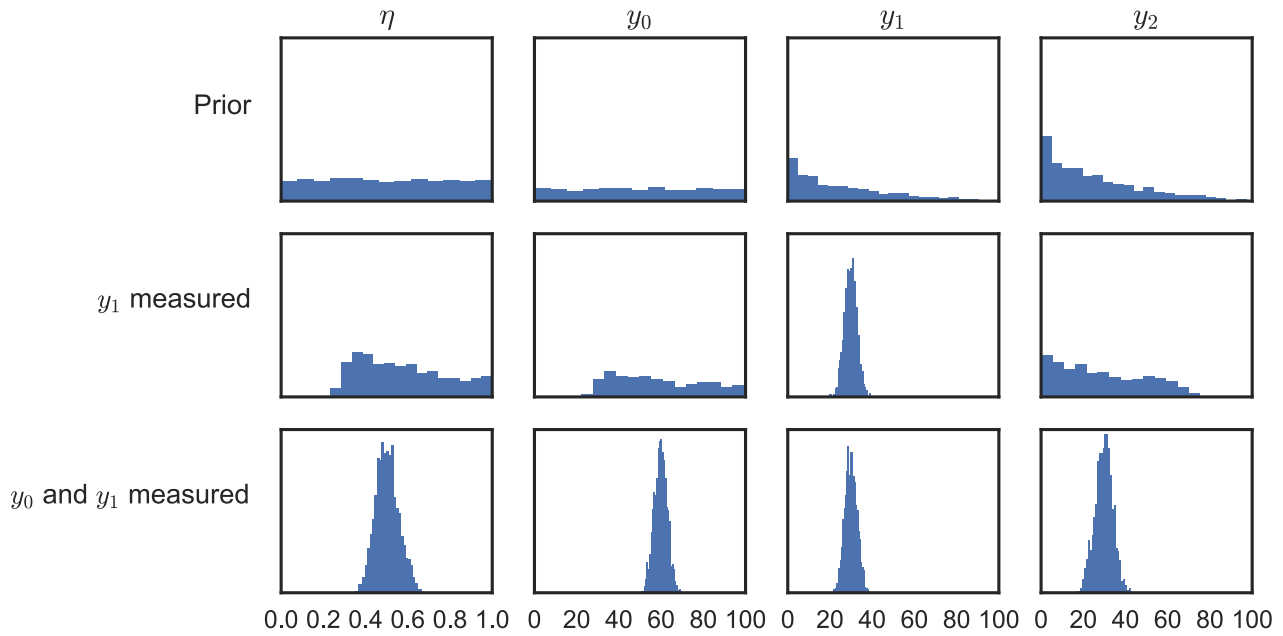 η y₀ y₁ y₂
Prior
y₁ measured
y₀ and y₁ measured
0.0 0.2 0.4 0.6 0.8 1.0 0 20 40 60 80 100 0 20 40 60 80 100 0 20 40 60 80 100